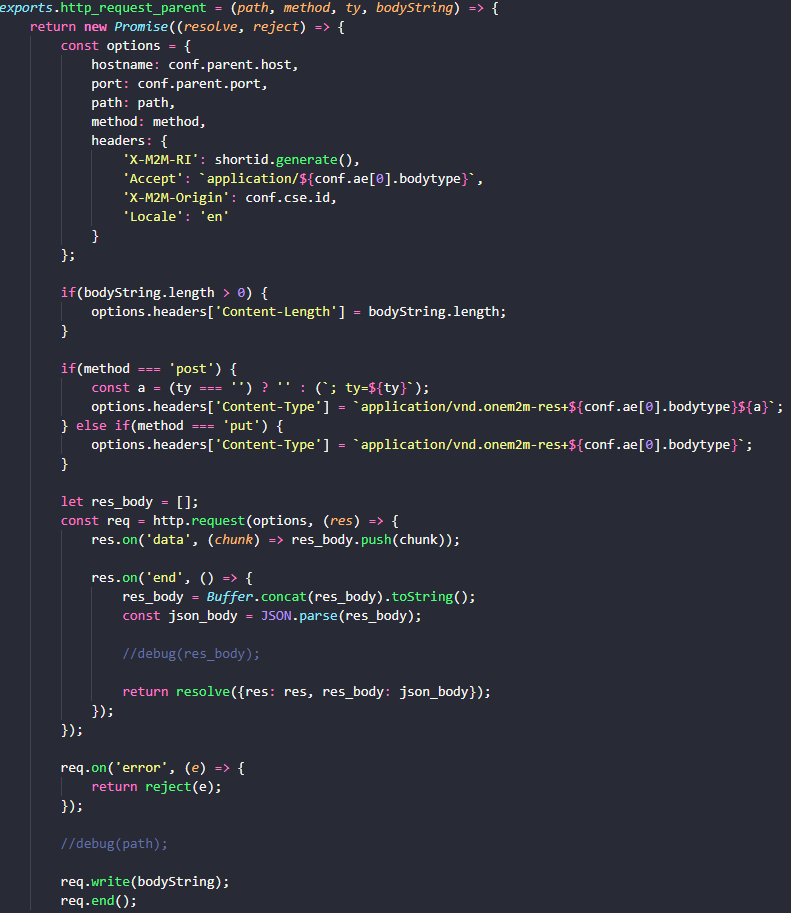 exports.http_request_parent = (path, method, ty, bodyString) => {
    return new Promise((resolve, reject) => {
        const options = {
            hostname: conf.parent.host,
            port: conf.parent.port,
            path: path,
            method: method,
            headers: {
                'X-M2M-RI': shortid.generate(),
                'Accept': `application/${conf.ae[0].bodytype}`,
                'X-M2M-Origin': conf.cse.id,
                'Locale': 'en'
            }
        };

        if(bodyString.length > 0) {
            options.headers['Content-Length'] = bodyString.length;
        }

        if(method === 'post') {
            const a = (ty === '') ? '' : (`; ty=${ty}`);
            options.headers['Content-Type'] = `application/vnd.onem2m-res+${conf.ae[0].bodytype}${a}`;
        } else if(method === 'put') {
            options.headers['Content-Type'] = `application/vnd.onem2m-res+${conf.ae[0].bodytype}`;
        }

        let res_body = [];
        const req = http.request(options, (res) => {
            res.on('data', (chunk) => res_body.push(chunk));

            res.on('end', () => {
                res_body = Buffer.concat(res_body).toString();
                const json_body = JSON.parse(res_body);

                //debug(res_body);

                return resolve({res: res, res_body: json_body});
            });
        });

        req.on('error', (e) => {
            return reject(e);
        });

        //debug(path);

        req.write(bodyString);
        req.end();